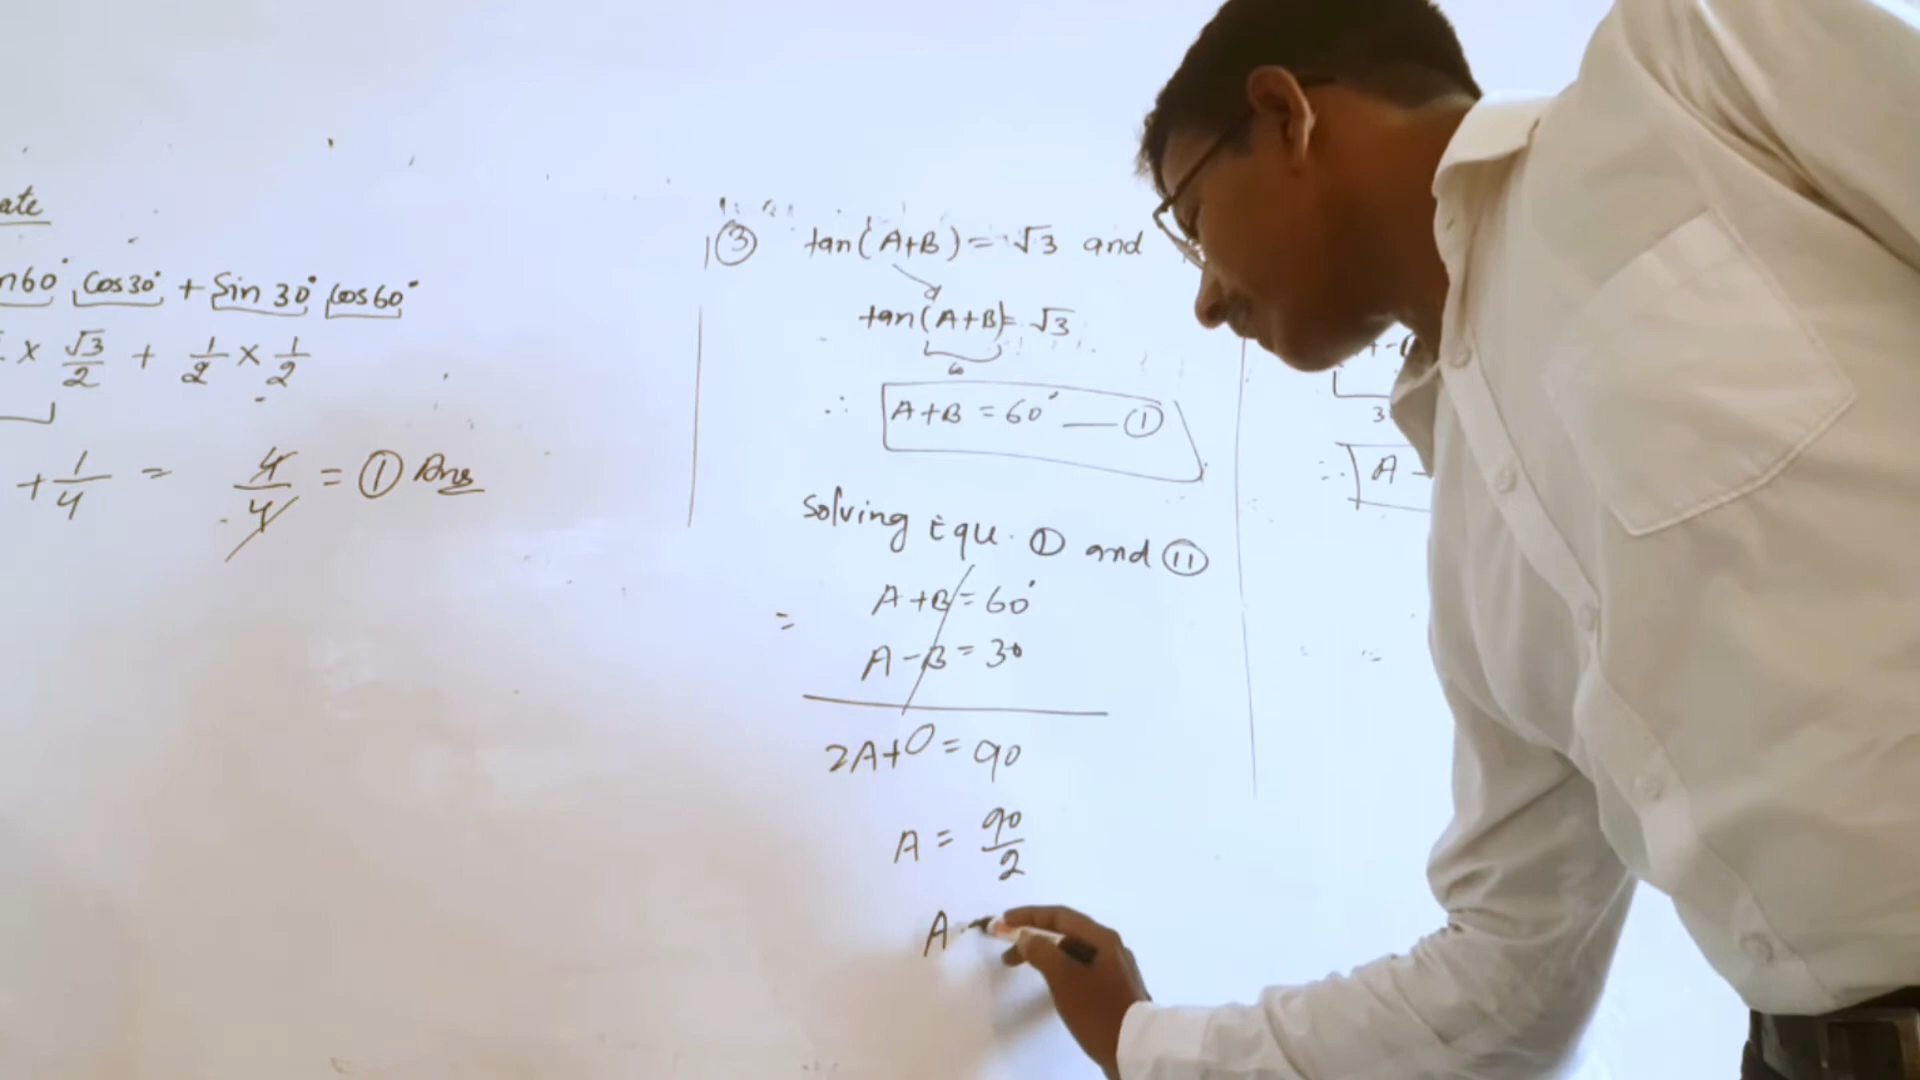 ate
n60° Cos30° + Sin 30° Cos60°
× √3/2 + 1/2 × 1/2
+ 1/4 = 4/4 = ① Ans
③ tan(A+B) = √3 and
tan(A+B) = √3
60
∴ A+B = 60° — ①
Solving Equ. ① and ⑪
= A+B = 60°
A-B = 30
2A+0 = 90
A = 90/2
A
3
∴ A -